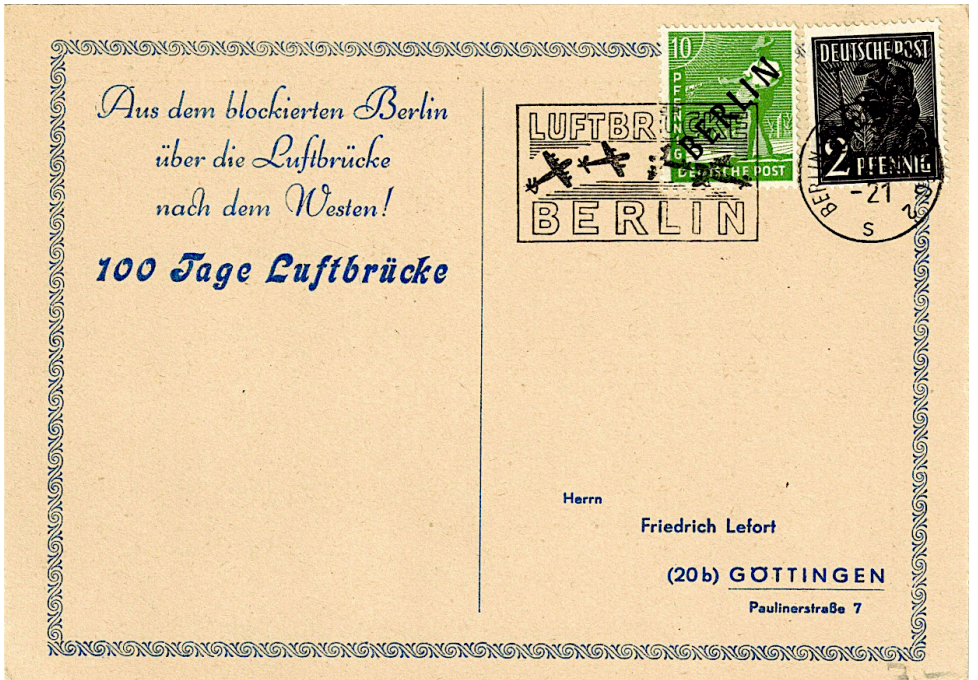 Aus dem blockierten Berlin
über die Luftbrücke
nach dem Westen!
100 Tage Luftbrücke
10
PFENNIG
BERLIN
DEUTSCHE POST
DEUTSCHE POST
2 PFENNIG
LUFTBRÜCKE
BERLIN
BERLIN
-21
S
Herrn
Friedrich Lefort
(20b) GÖTTINGEN
Paulinerstraße 7